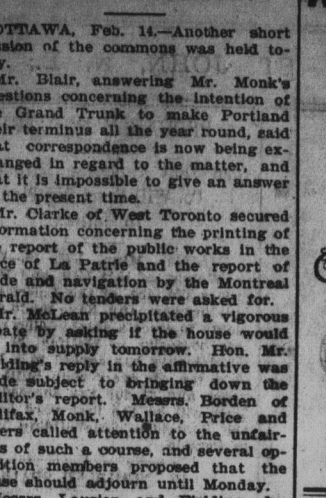 OTTAWA, Feb. 14.—Another short
sion of the commons was held to-
y.
Mr. Blair, answering Mr. Monk's
estions concerning the intention of
Grand Trunk to make Portland
eir terminus all the year round, said
at correspondence is now being ex-
anged in regard to the matter, and
at it is impossible to give an answer
the present time.
Mr. Clarke of West Toronto secured
ormation concerning the printing of
report of the public works in the
ce of La Patrie and the report of
de and navigation by the Montreal
rald. No tenders were asked for.
Mr. McLean precipitated a vigorous
bate by asking if the house would
into supply tomorrow. Hon. Mr.
lding's reply in the affirmative was
de subject to bringing down the
ditor's report. Messrs. Borden of
lifax, Monk, Wallace, Price and
ers called attention to the unfair-
s of such a course, and several op-
ition members proposed that the
se should adjourn until Monday.